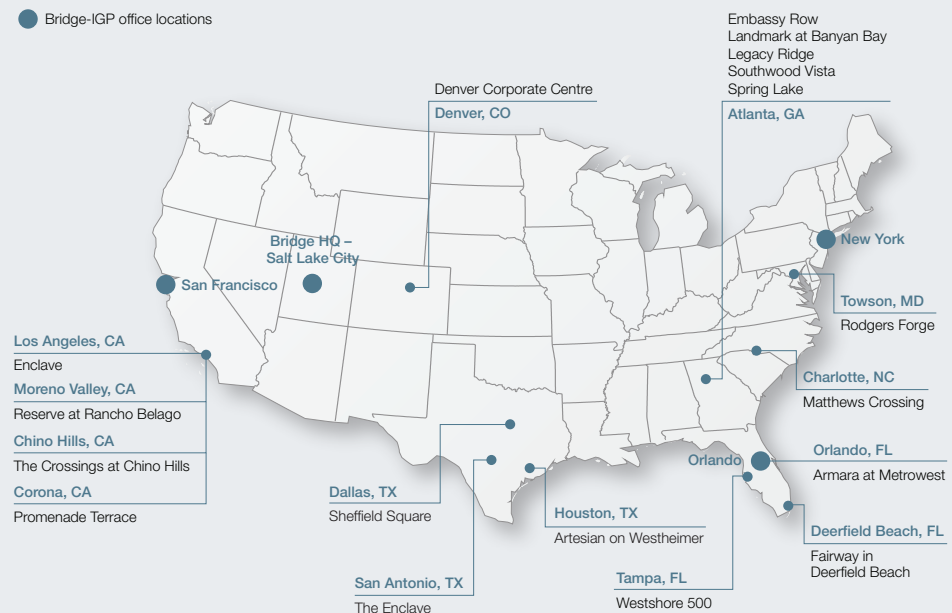 Bridge-IGP office locations
Embassy Row
Landmark at Banyan Bay
Legacy Ridge
Southwood Vista
Spring Lake
Atlanta, GA
Denver Corporate Centre
Denver, CO
Bridge HQ –
Salt Lake City
San Francisco
New York
Towson, MD
Rodgers Forge
Los Angeles, CA
Enclave
Moreno Valley, CA
Reserve at Rancho Belago
Chino Hills, CA
The Crossings at Chino Hills
Corona, CA
Promenade Terrace
Charlotte, NC
Matthews Crossing
Orlando
Orlando, FL
Armara at Metrowest
Dallas, TX
Sheffield Square
Houston, TX
Artesian on Westheimer
Deerfield Beach, FL
Fairway in
Deerfield Beach
San Antonio, TX
The Enclave
Tampa, FL
Westshore 500